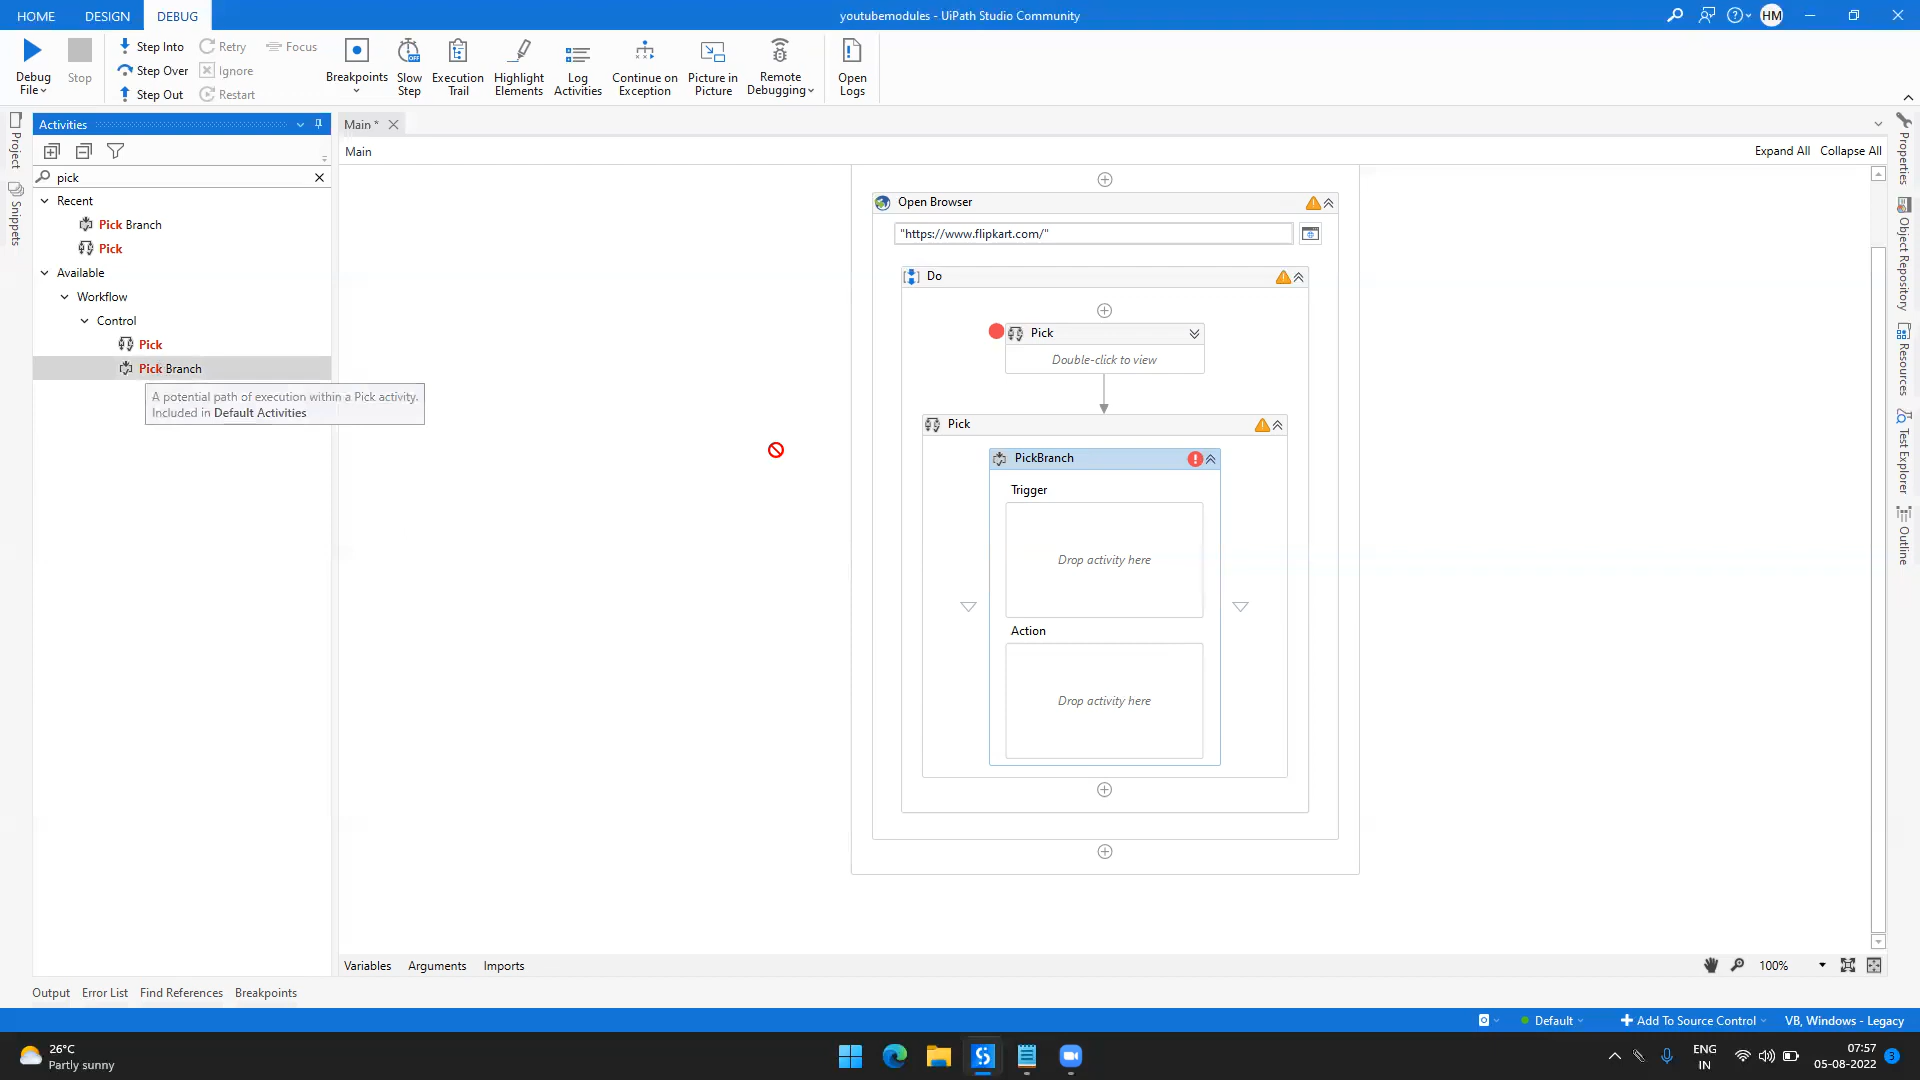 HOME DESIGN DEBUG
youtubemodules - UiPath Studio Community
HM
Debug File
Stop
Step Into
Step Over
Step Out
Retry
Ignore
Restart
Focus
Breakpoints
Slow Step
Execution Trail
Highlight Elements
Log Activities
Continue on Exception
Picture in Picture
Remote Debugging
Open Logs
Project
Snippets
Activities
pick
Recent
Pick Branch
Pick
Available
Workflow
Control
Pick
Pick Branch
A potential path of execution within a Pick activity.
Included in Default Activities
Main *
Main
Expand All Collapse All
Open Browser
"https://www.flipkart.com/"
Do
Pick
Double-click to view
Pick
PickBranch
Trigger
Drop activity here
Action
Drop activity here
Properties
Object Repository
Resources
Test Explorer
Outline
Variables Arguments Imports
100%
Output Error List Find References Breakpoints
Default
Add To Source Control
VB, Windows - Legacy
26°C
Partly sunny
ENG
IN
07:57
05-08-2022
3